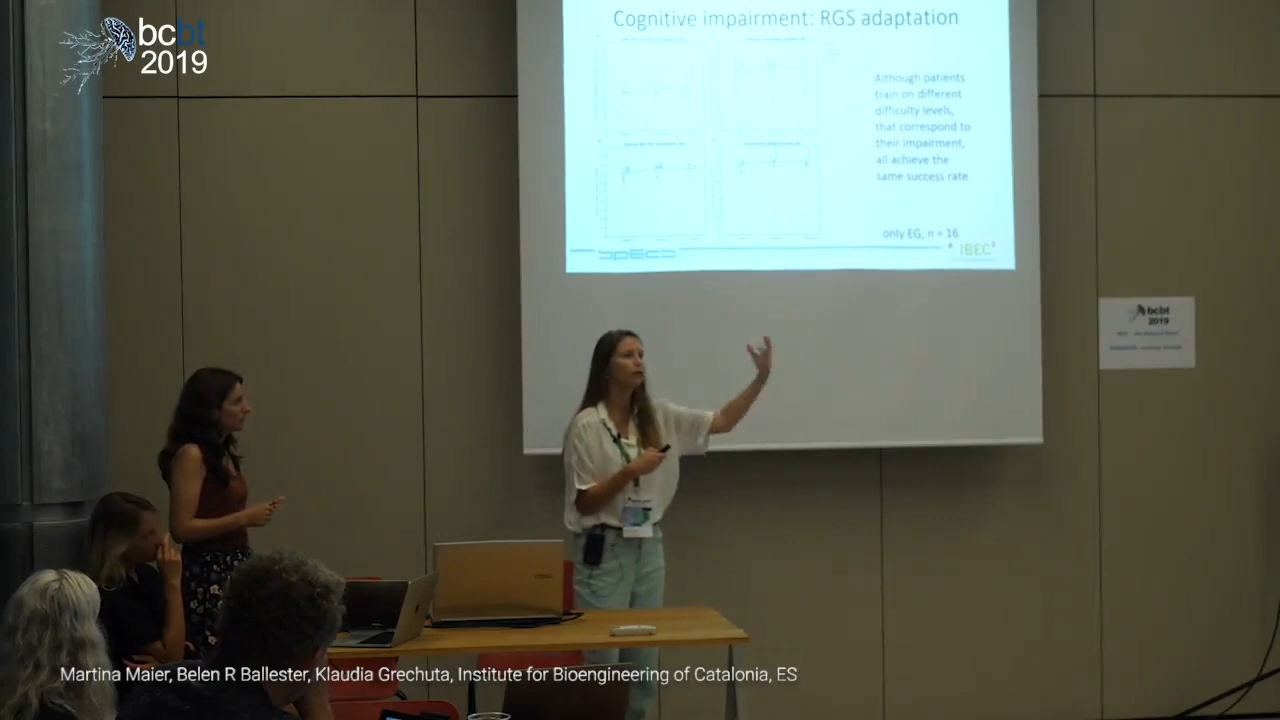 bcbt
2019
Cognitive impairment: RGS adaptation
Although patients
train on different
difficulty levels,
that correspond to
their impairment,
all achieve the
same success rate
only EG, n = 16
specs
IBEC
bcbt
2019
Martina Maier, Belen R Ballester, Klaudia Grechuta, Institute for Bioengineering of Catalonia, ES